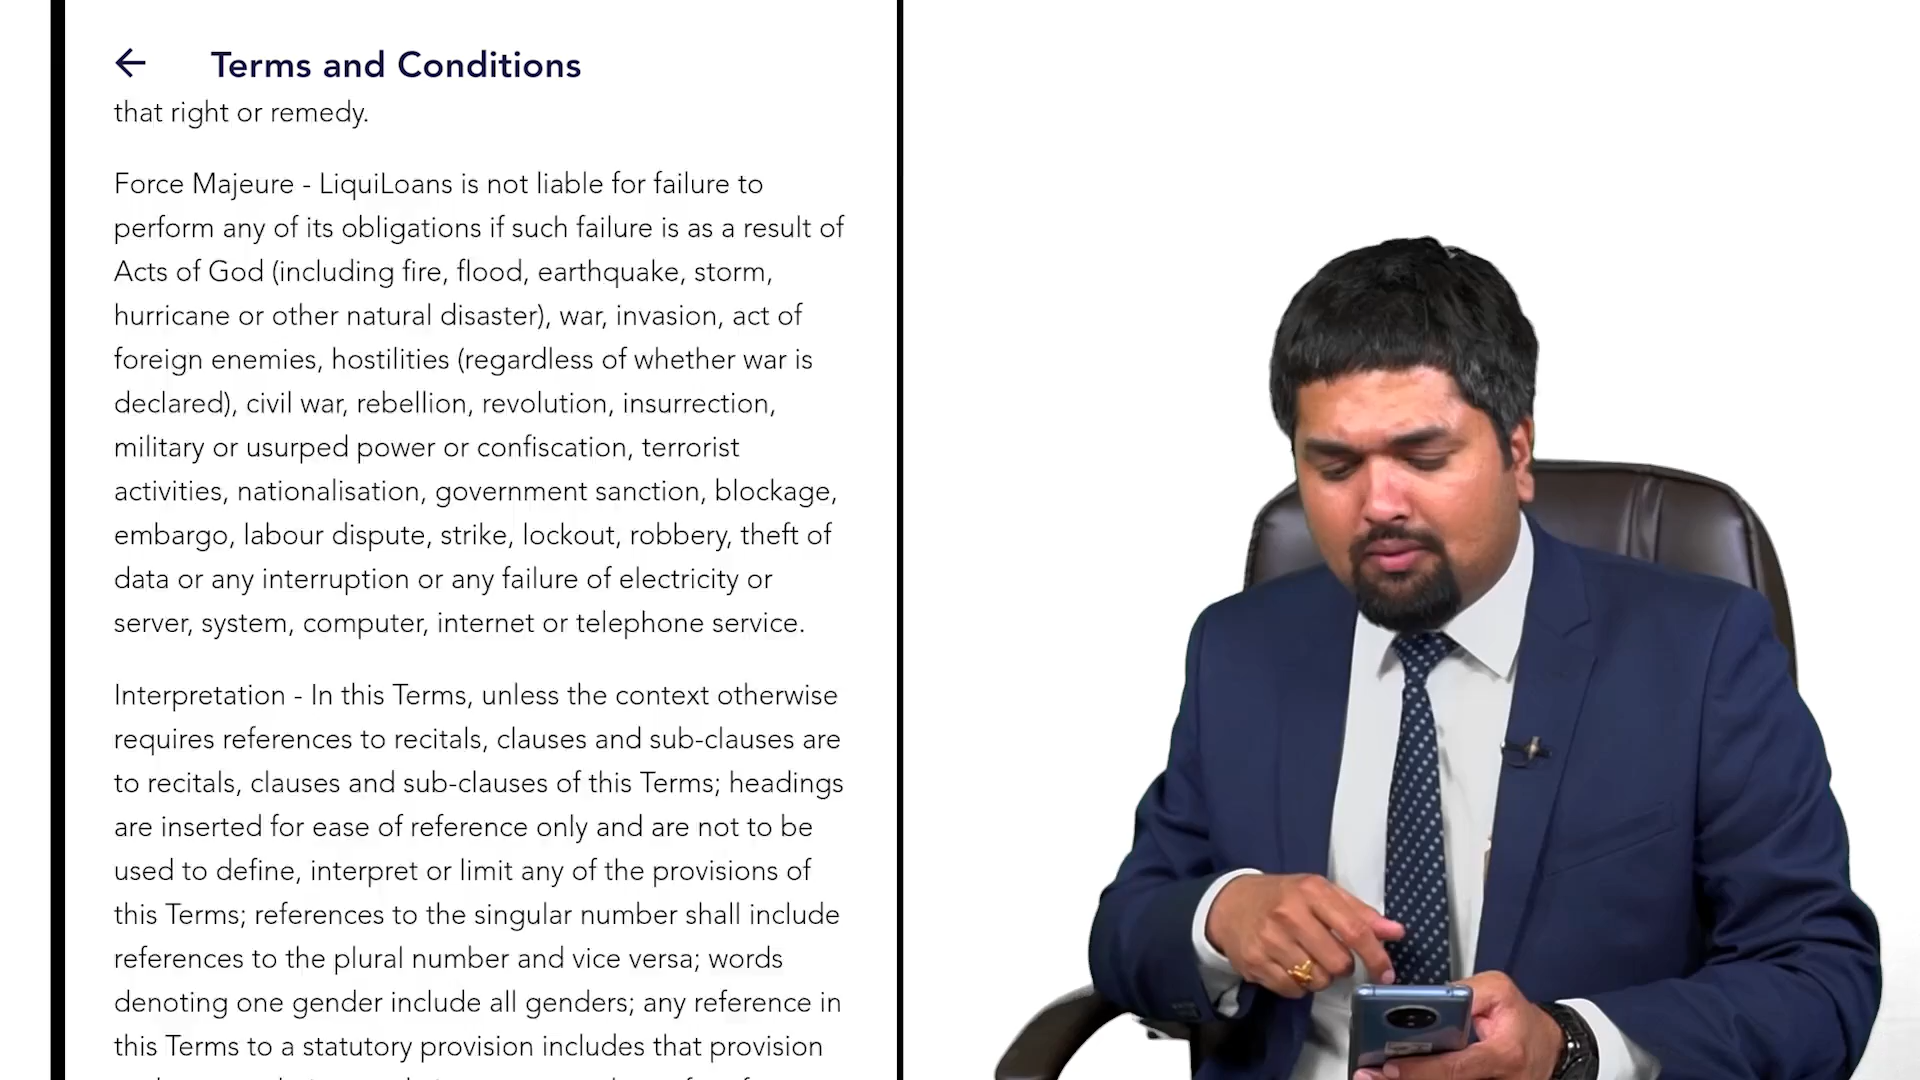 Terms and Conditions
that right or remedy.
Force Majeure - LiquiLoans is not liable for failure to
perform any of its obligations if such failure is as a result of
Acts of God (including fire, flood, earthquake, storm,
hurricane or other natural disaster), war, invasion, act of
foreign enemies, hostilities (regardless of whether war is
declared), civil war, rebellion, revolution, insurrection,
military or usurped power or confiscation, terrorist
activities, nationalisation, government sanction, blockage,
embargo, labour dispute, strike, lockout, robbery, theft of
data or any interruption or any failure of electricity or
server, system, computer, internet or telephone service.
Interpretation - In this Terms, unless the context otherwise
requires references to recitals, clauses and sub-clauses are
to recitals, clauses and sub-clauses of this Terms; headings
are inserted for ease of reference only and are not to be
used to define, interpret or limit any of the provisions of
this Terms; references to the singular number shall include
references to the plural number and vice versa; words
denoting one gender include all genders; any reference in
this Terms to a statutory provision includes that provision